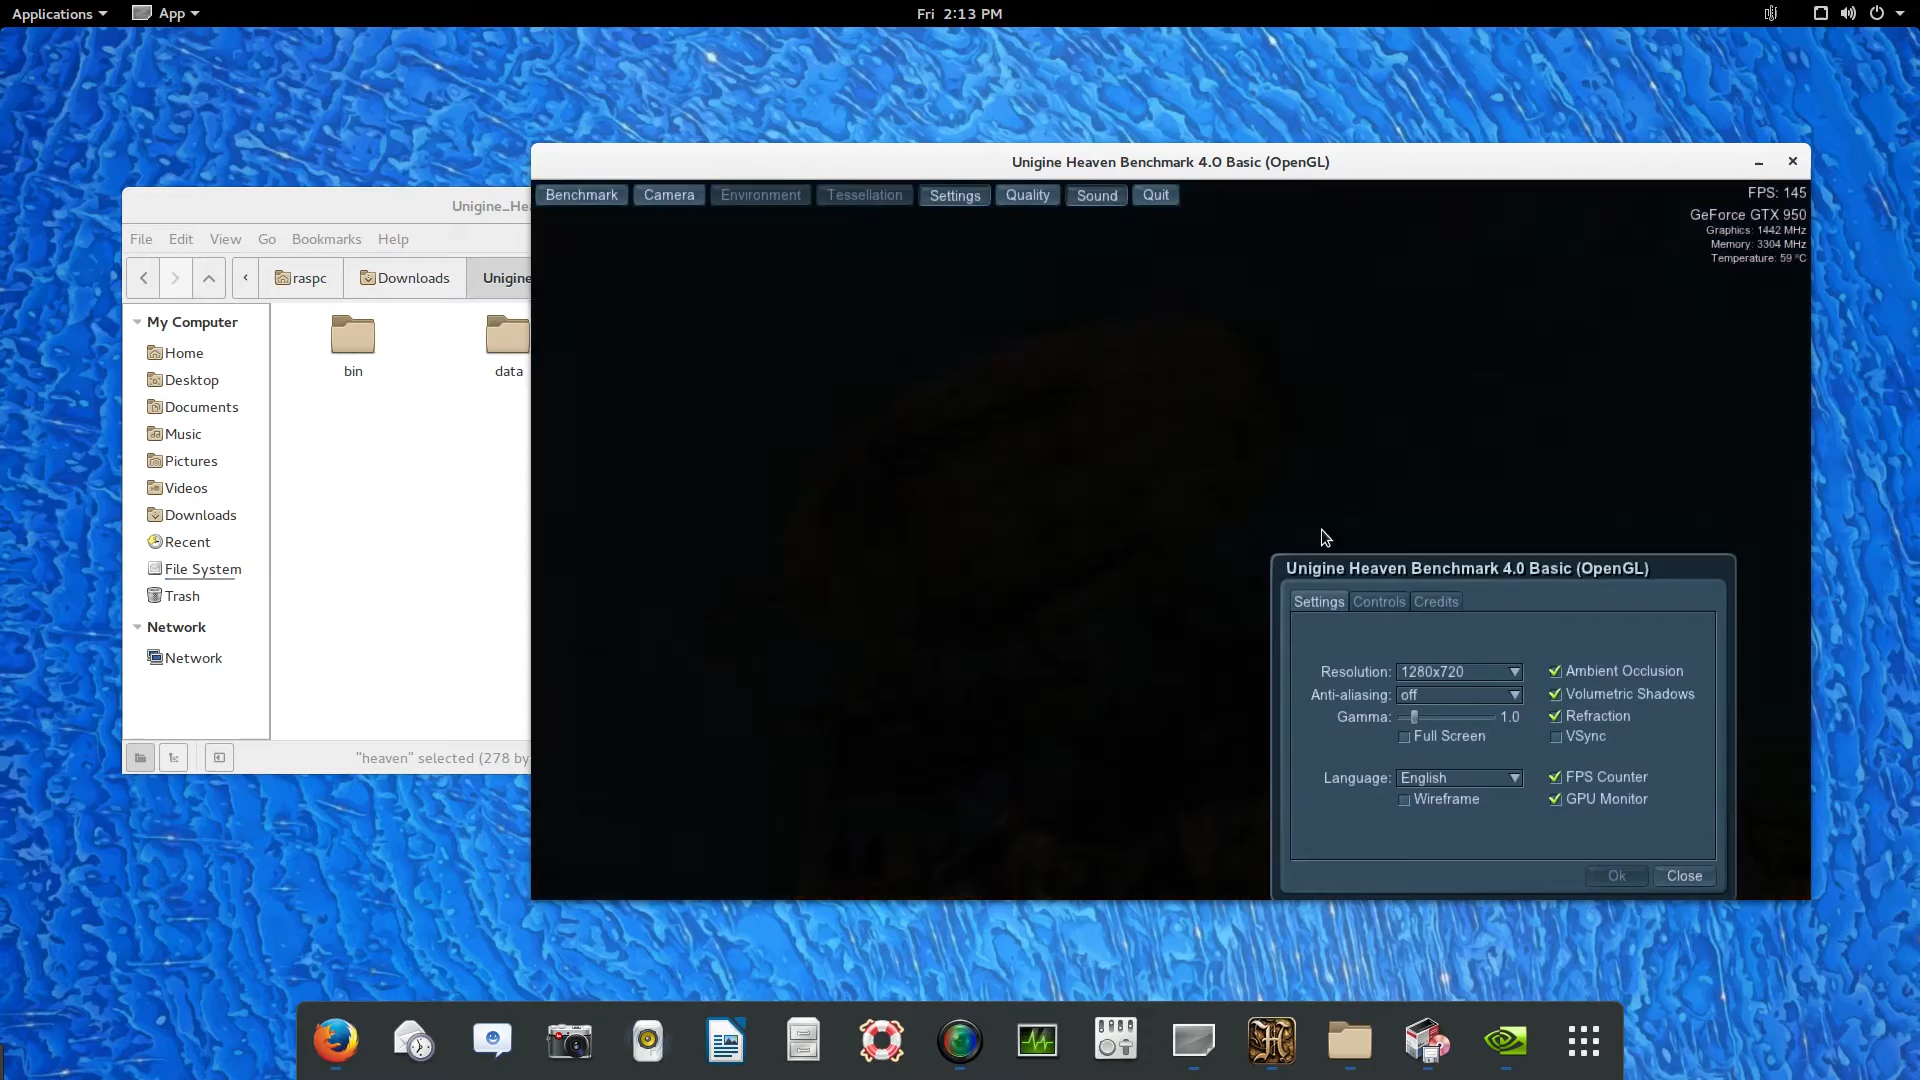 Applications
App
Fri 2:13 PM
Unigine_Hea
File Edit View Go Bookmarks Help
raspc
Downloads
Unigine
My Computer
Home
Desktop
Documents
Music
Pictures
Videos
Downloads
Recent
File System
Trash
Network
Network
bin
data
"heaven" selected (278 by
Unigine Heaven Benchmark 4.0 Basic (OpenGL)
Benchmark Camera Environment Tessellation Settings Quality Sound Quit
FPS: 145
GeForce GTX 950
Graphics: 1442 MHz
Memory: 3304 MHz
Temperature: 59 °C
Unigine Heaven Benchmark 4.0 Basic (OpenGL)
Settings Controls Credits
Resolution: 1280x720
Anti-aliasing: off
Gamma: 1.0
Full Screen
Language: English
Wireframe
Ambient Occlusion
Volumetric Shadows
Refraction
VSync
FPS Counter
GPU Monitor
Ok Close